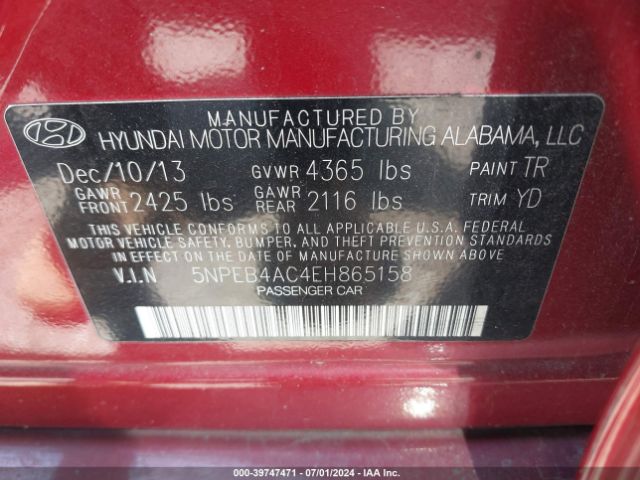 MANUFACTURED BY
HYUNDAI MOTOR MANUFACTURING ALABAMA, LLC
Dec/10/13 GVWR 4365 lbs PAINT TR
GAWR FRONT 2425 lbs GAWR REAR 2116 lbs TRIM YD
THIS VEHICLE CONFORMS TO ALL APPLICABLE U.S.A. FEDERAL
MOTOR VEHICLE SAFETY, BUMPER, AND THEFT PREVENTION STANDARDS
IN EFFECT ON THE DATE OF MANUFACTURE SHOWN ABOVE.
V.I.N 5NPEB4AC4EH865158
PASSENGER CAR
000-39747471 | 07/01/2024 | IAA Inc.